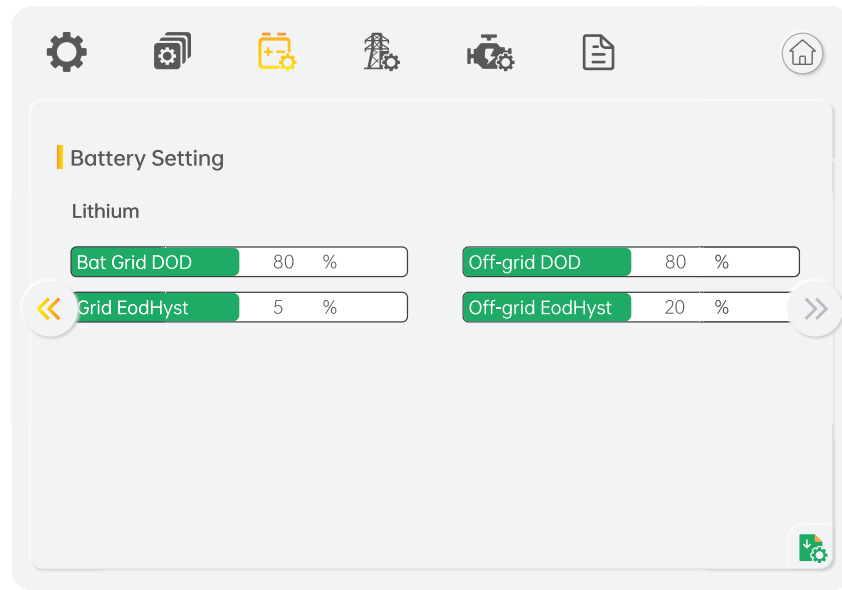 Battery Setting
Lithium
Bat Grid DOD 80 % Off-grid DOD 80 %
Grid EodHyst 5 % Off-grid EodHyst 20 %